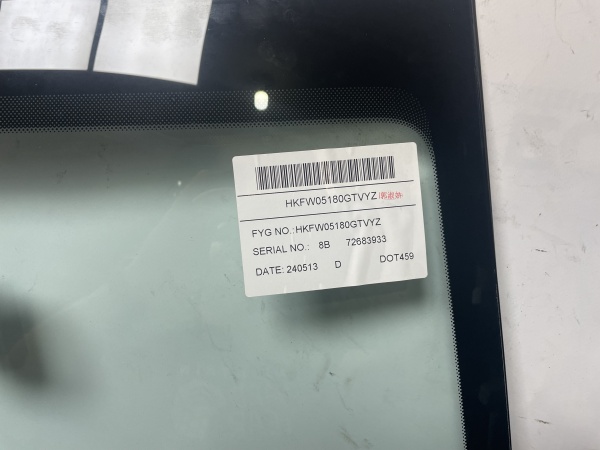 HKFW05180GTVYZ
FYG NO.: HKFW05180GTVYZ
SERIAL NO.: 8B 72683933
DATE: 240513 D DOT459